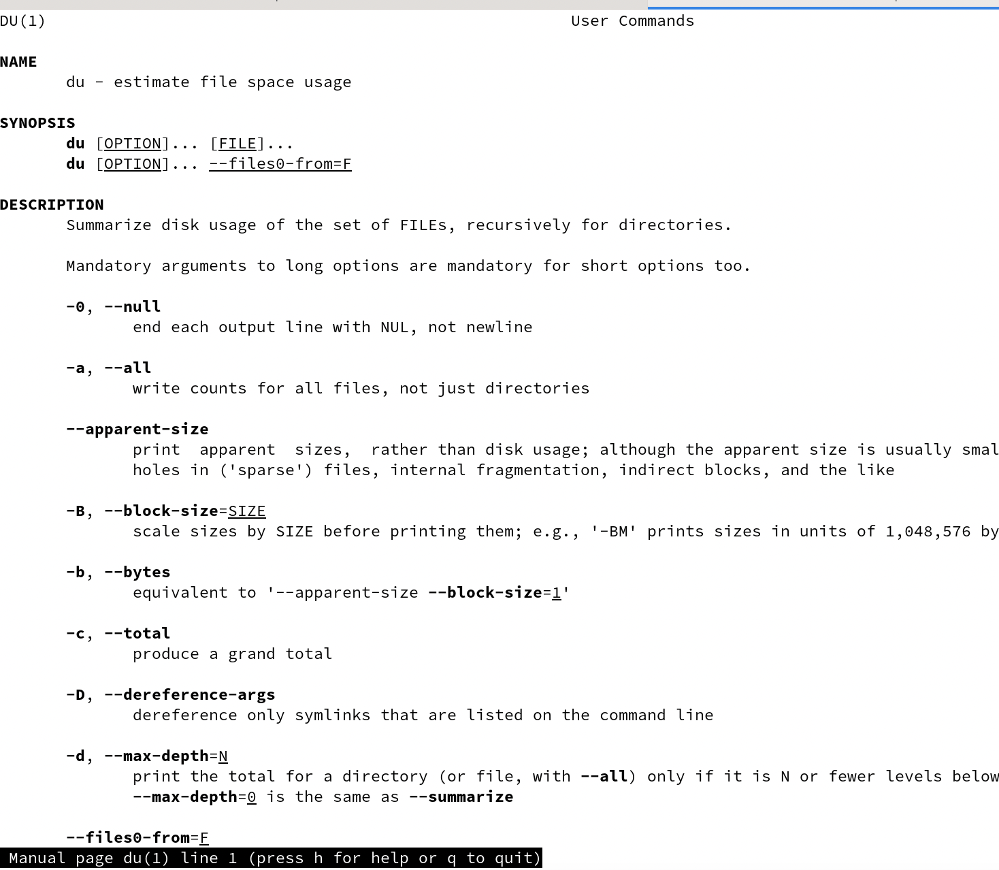 DU(1) User Commands
NAME
du - estimate file space usage
SYNOPSIS
du [OPTION]... [FILE]...
du [OPTION]... --files0-from=F
DESCRIPTION
Summarize disk usage of the set of FILEs, recursively for directories.
Mandatory arguments to long options are mandatory for short options too.
-0, --null
end each output line with NUL, not newline
-a, --all
write counts for all files, not just directories
--apparent-size
print  apparent  sizes,  rather than disk usage; although the apparent size is usually smal
holes in ('sparse') files, internal fragmentation, indirect blocks, and the like
-B, --block-size=SIZE
scale sizes by SIZE before printing them; e.g., '-BM' prints sizes in units of 1,048,576 by
-b, --bytes
equivalent to '--apparent-size --block-size=1'
-c, --total
produce a grand total
-D, --dereference-args
dereference only symlinks that are listed on the command line
-d, --max-depth=N
print the total for a directory (or file, with --all) only if it is N or fewer levels below
--max-depth=0 is the same as --summarize
--files0-from=F
Manual page du(1) line 1 (press h for help or q to quit)